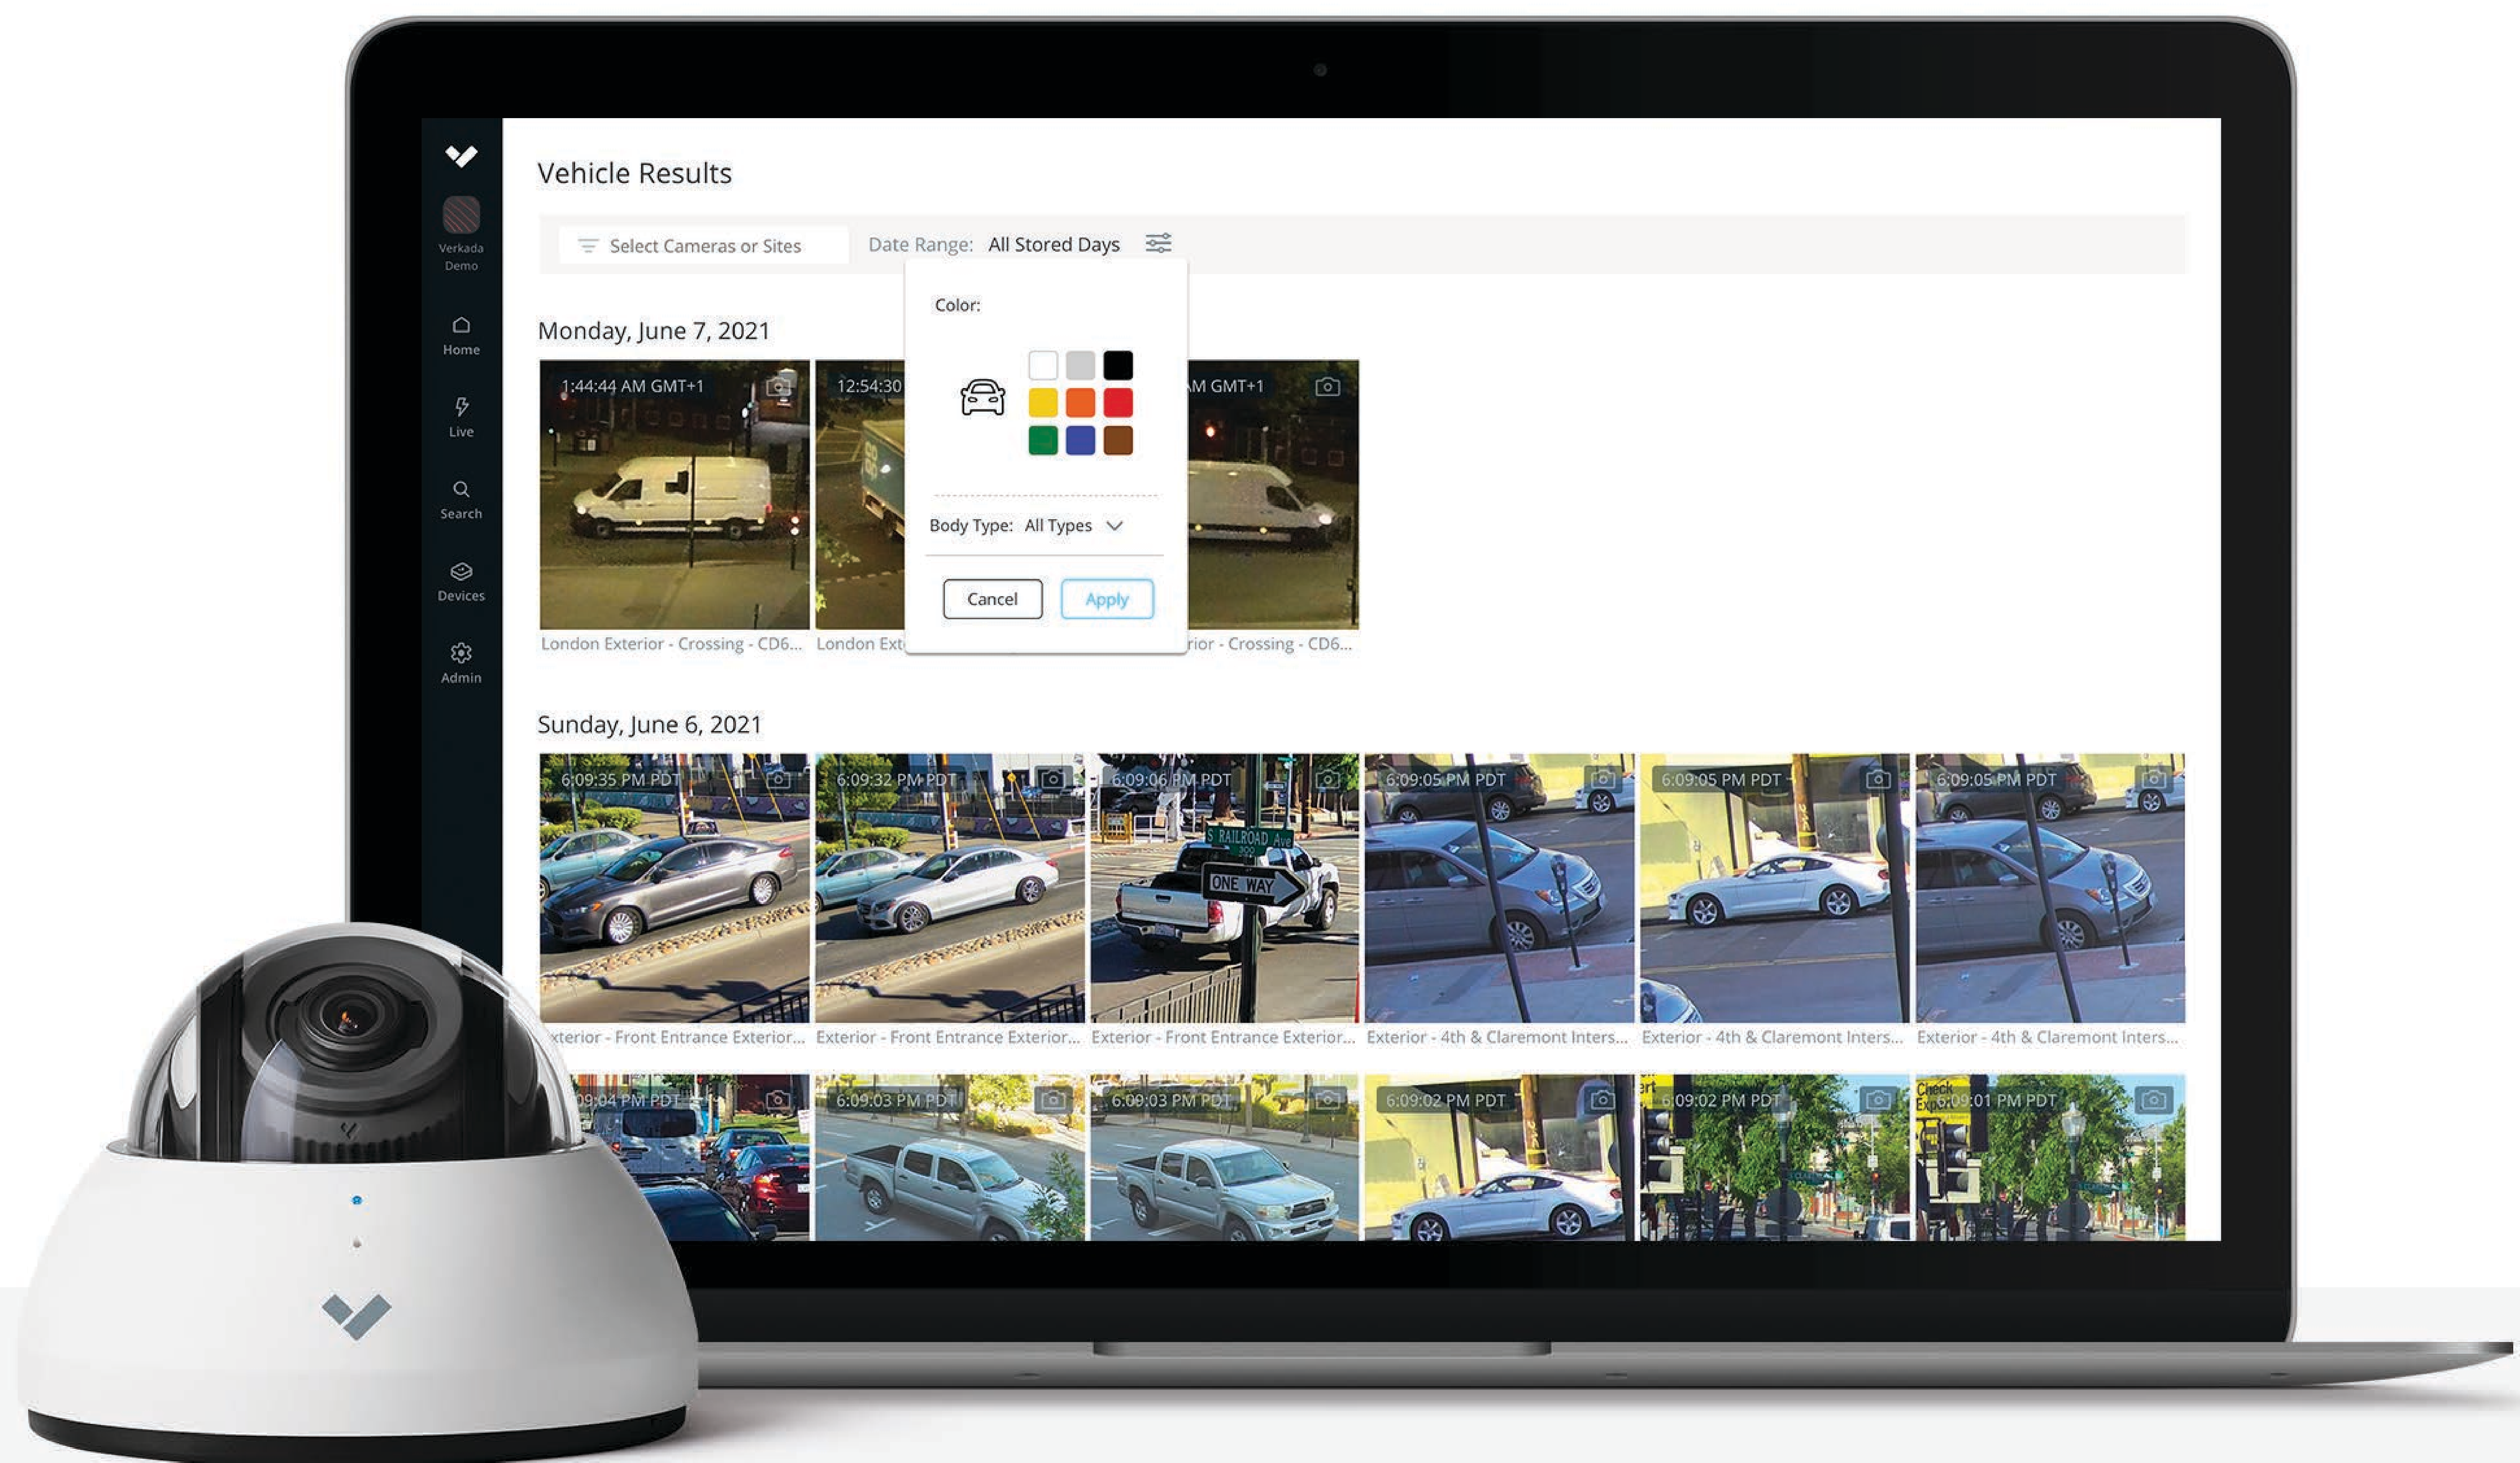 Verkada
Demo
Home
Live
Search
Devices
Admin
Vehicle Results
Select Cameras or Sites
Date Range: All Stored Days
Color:
Body Type: All Types
Cancel
Apply
Monday, June 7, 2021
1:44:44 AM GMT+1
12:54:30
AM GMT+1
London Exterior - Crossing - CD6...
London Ext
rior - Crossing - CD6...
Sunday, June 6, 2021
6:09:35 PM PDT
6:09:32 PM PDT
6:09:06 PM PDT
6:09:05 PM PDT
6:09:05 PM PDT
6:09:05 PM PDT
S RAILROAD Ave
300
ONE WAY
xterior - Front Entrance Exterior...
Exterior - Front Entrance Exterior...
Exterior - Front Entrance Exterior...
Exterior - 4th & Claremont Inters...
Exterior - 4th & Claremont Inters...
Exterior - 4th & Claremont Inters...
09:04 PM PDT
6:09:03 PM PDT
6:09:03 PM PDT
6:09:02 PM PDT
6:09:02 PM PDT
6:09:01 PM PDT
Check